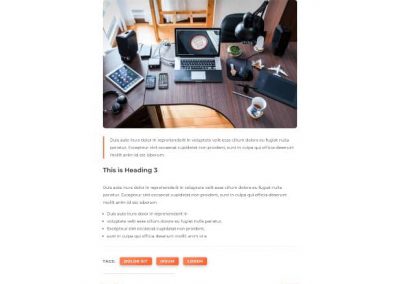 Duis aute irure dolor in reprehenderit in voluptate velit esse cillum dolore eu fugiat nulla
pariatur. Excepteur sint occaecat cupidatat non proident, sunt in culpa qui officia deserunt
mollit anim id est laborum.
This is Heading 3
Duis aute irure dolor in reprehenderit in voluptate velit esse cillum dolore eu fugiat nulla
pariatur. Excepteur sint occaecat cupidatat non proident, sunt in culpa qui officia deserunt
mollit anim id est laborum.
Duis aute irure dolor in reprehenderit in
voluptate velit esse cillum dolore eu fugiat nulla pariatur.
Excepteur sint occaecat cupidatat non proident,
sunt in culpa qui officia deserunt mollit anim id e
TAGS:
DOLOR SIT
IPSUM
LOREM